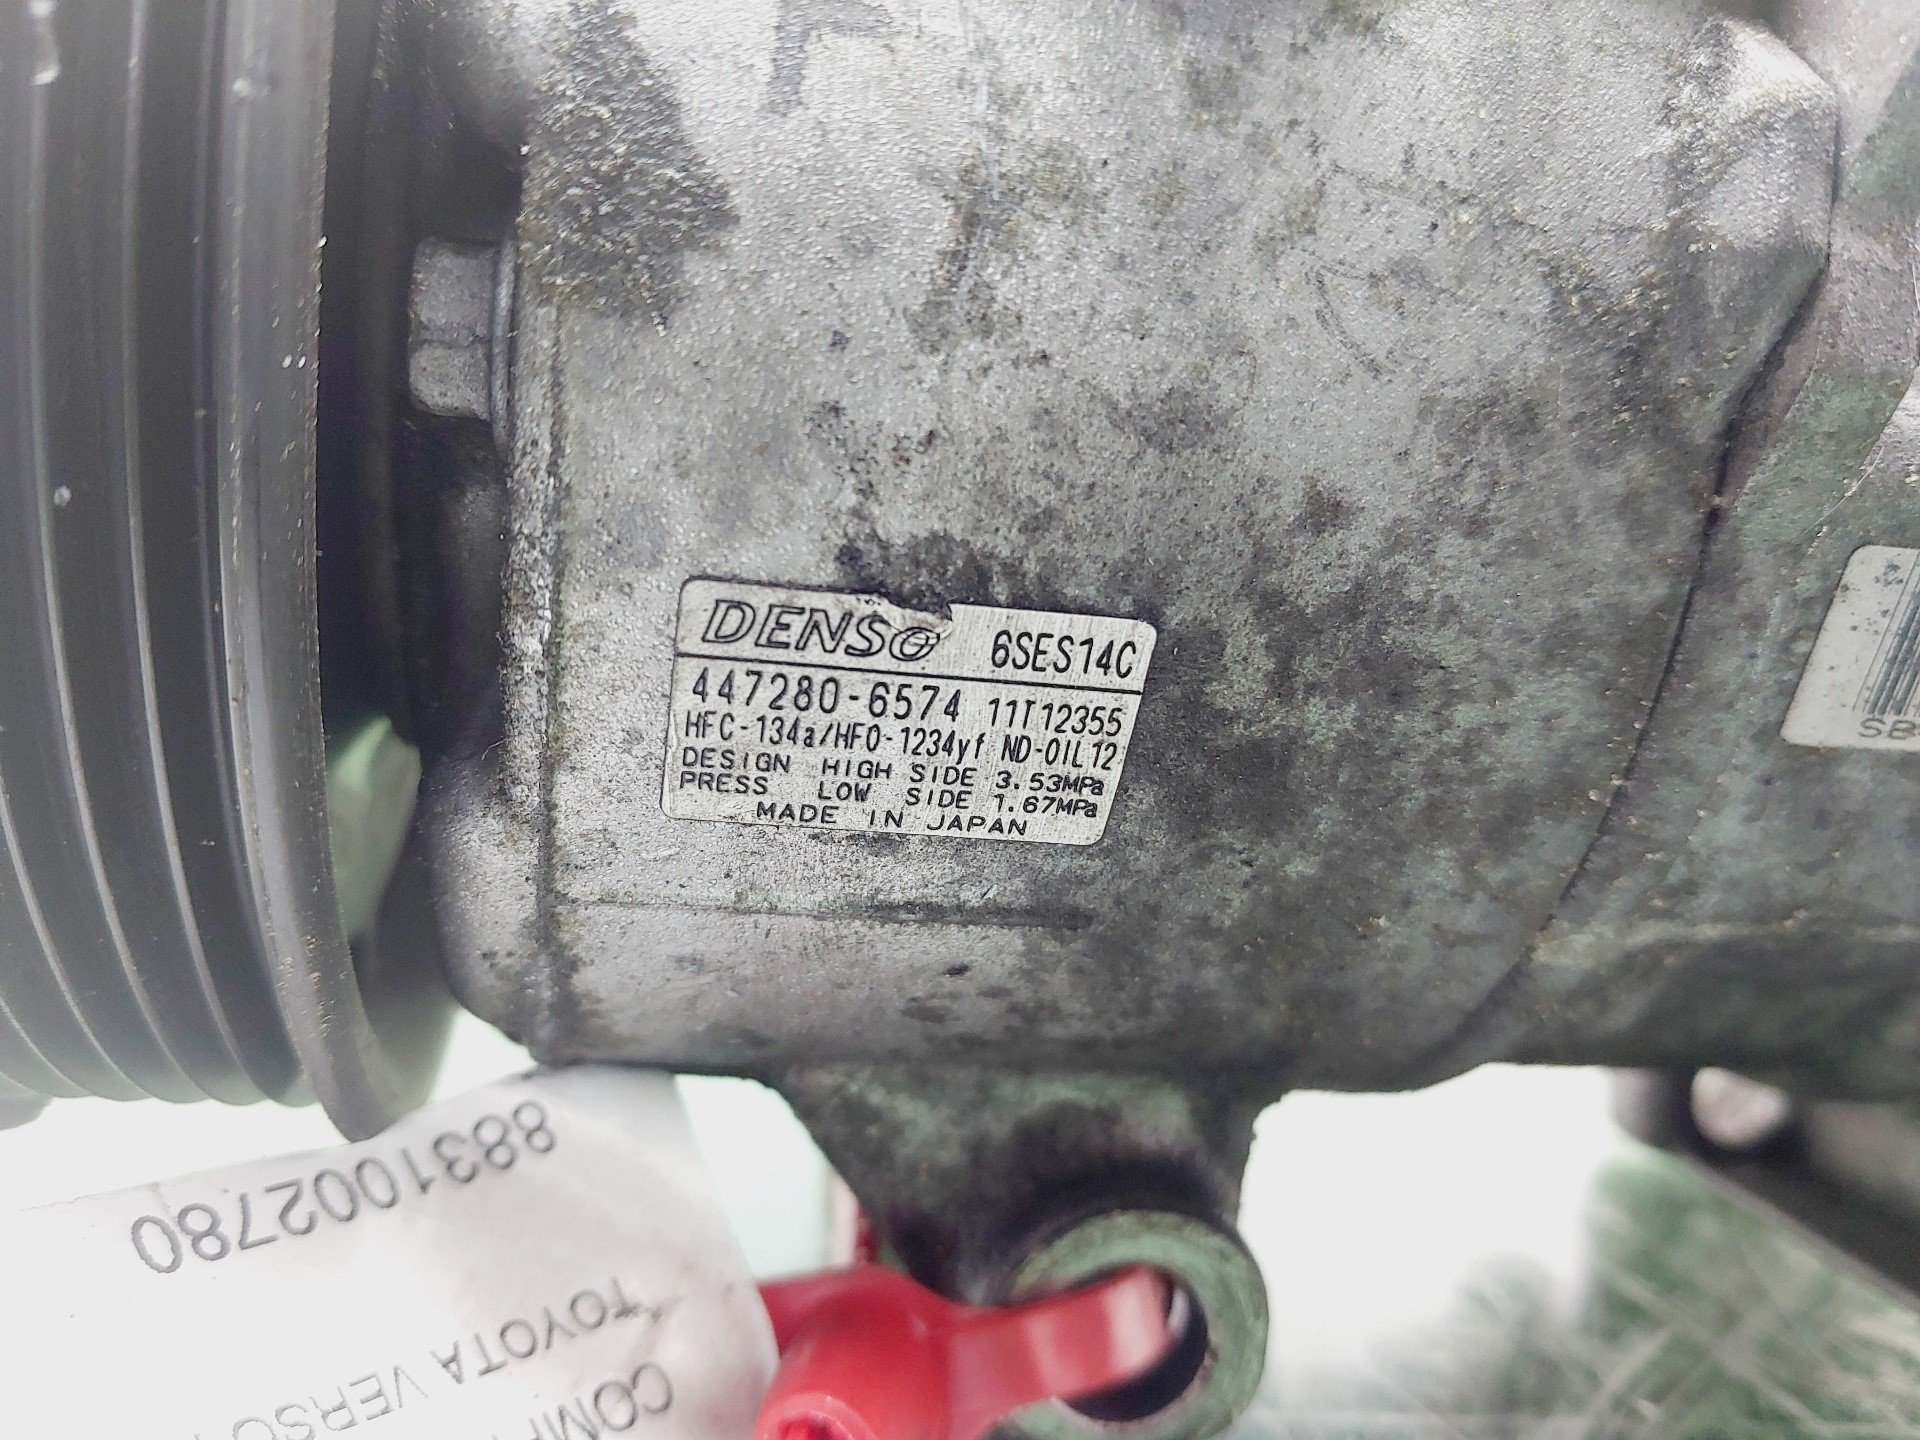 DENSO 6SES14C
447280-6574 11T12355
HFC-134a/HFO-1234yf ND-OIL12
DESIGN HIGH SIDE 3.53MPa
PRESS LOW SIDE 1.67MPa
MADE IN JAPAN
8831002780
TOYOTA VERSO